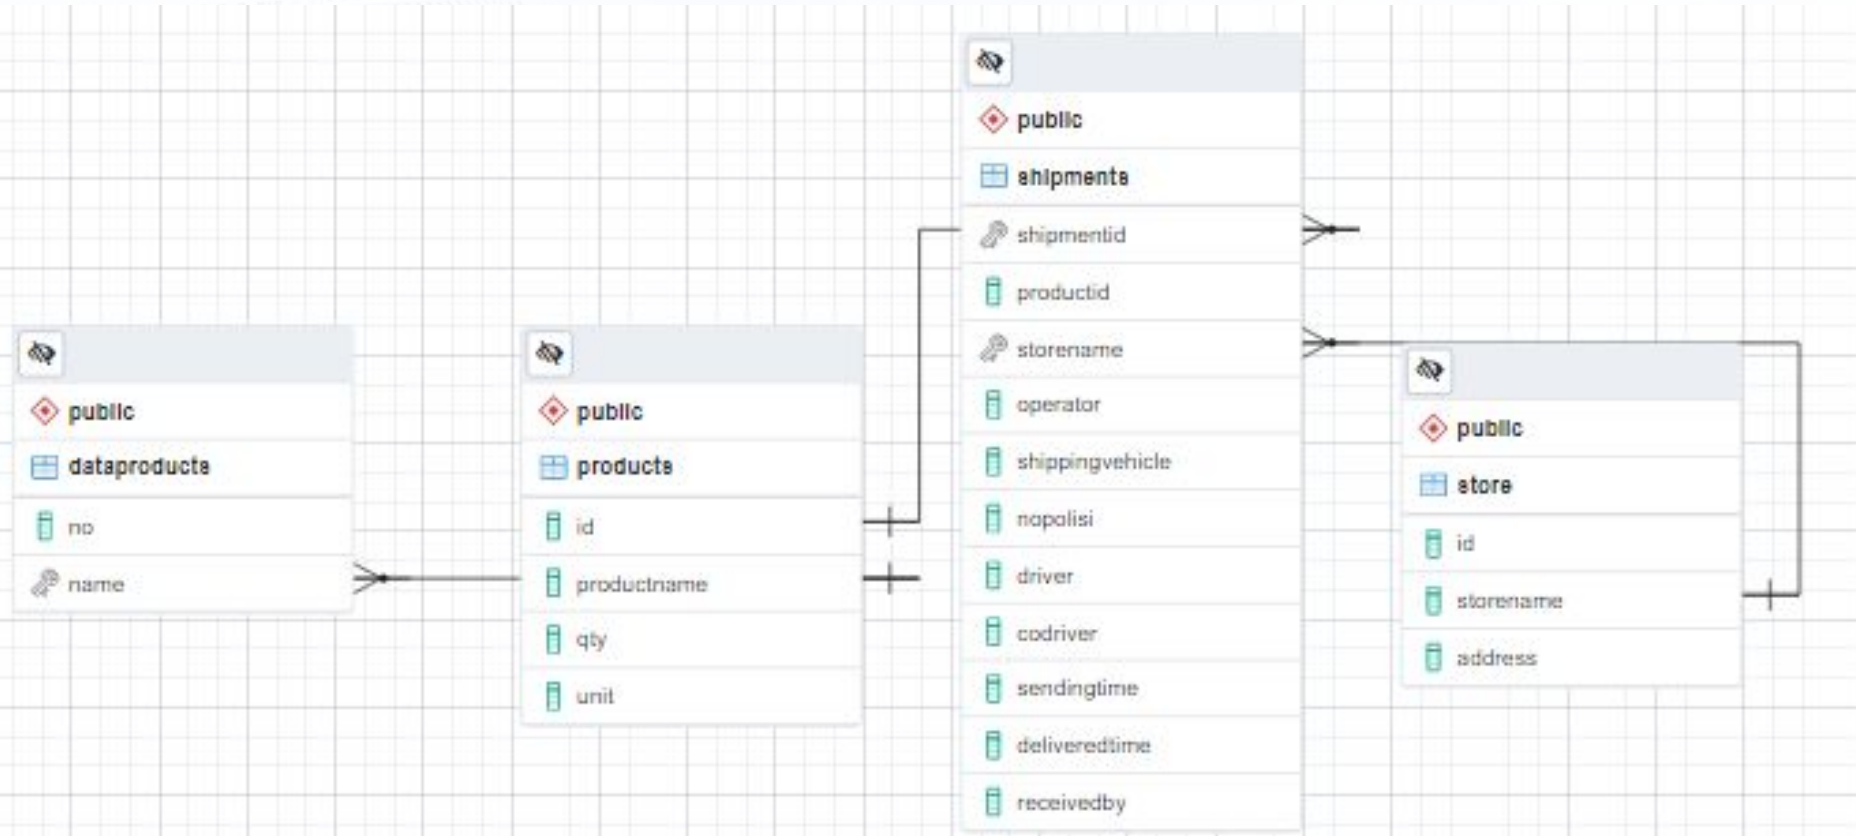 public
dataproducts
no
name
public
products
id
productname
qty
unit
public
shipments
shipmentid
productid
storename
operator
shippingvehicle
nopolisi
driver
codriver
sendingtime
deliveredtime
receivedby
public
store
id
storename
address